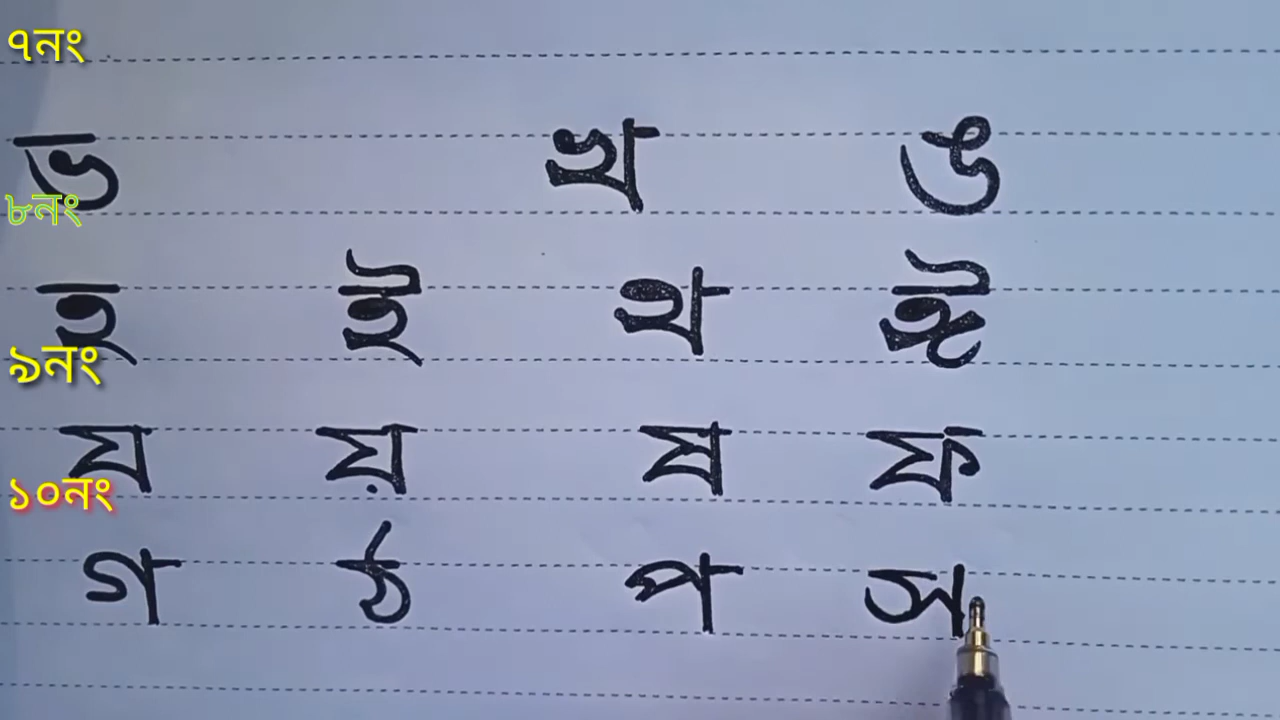 ৭নং
ভ খ ঙ
৮নং
হ ই থ ঈ
৯নং
য য় ষ ফ
১০নং
গ ঠ প স